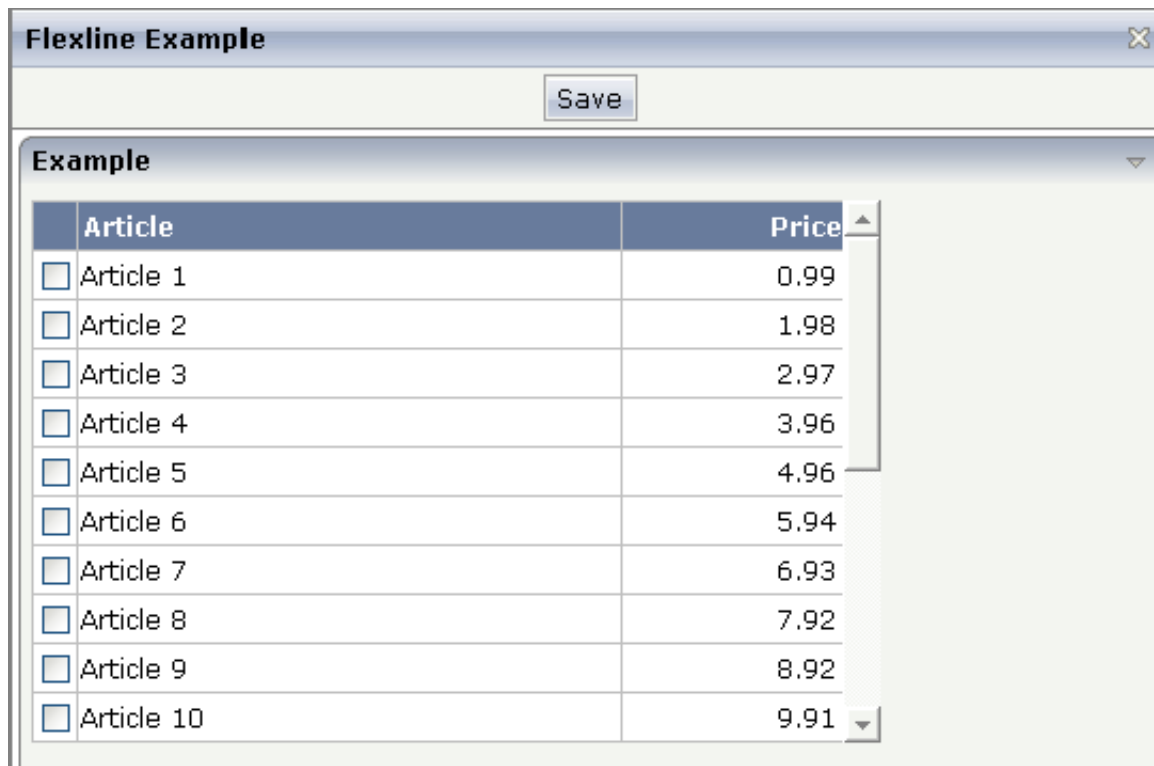 Flexline Example
Save
Example
Article Price
Article 1 0.99
Article 2 1.98
Article 3 2.97
Article 4 3.96
Article 5 4.96
Article 6 5.94
Article 7 6.93
Article 8 7.92
Article 9 8.92
Article 10 9.91